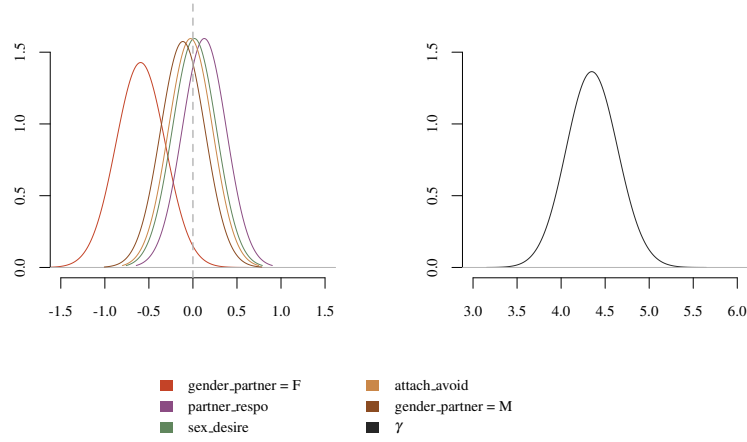 1.5
1.0
0.5
0.0
-1.5 -1.0 -0.5 0.0 0.5 1.0 1.5
1.5
1.0
0.5
0.0
3.0 3.5 4.0 4.5 5.0 5.5 6.0
gender_partner = F
partner_respo
sex_desire
attach_avoid
gender_partner = M
γ